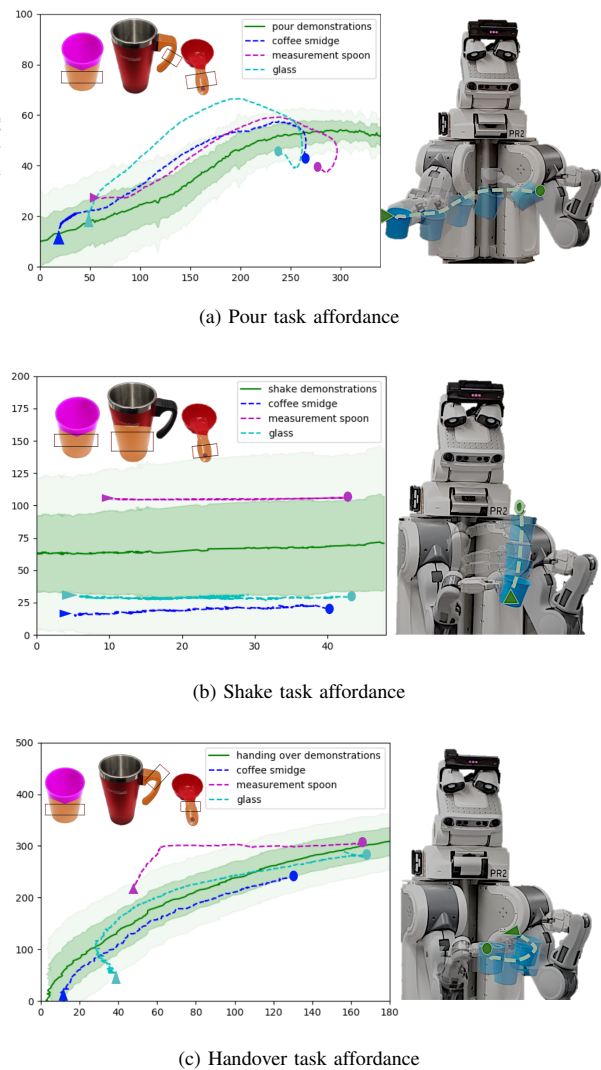 100
80
60
40
20
0
pour demonstrations
coffee smidge
measurement spoon
glass
0 50 100 150 200 250 300
PR2
(a) Pour task affordance
200
175
150
125
100
75
50
25
0
shake demonstrations
coffee smidge
measurement spoon
glass
0 10 20 30 40
PR2
(b) Shake task affordance
500
400
300
200
100
0
handing over demonstrations
coffee smidge
measurement spoon
glass
0 20 40 60 80 100 120 140 160 180
PR2
(c) Handover task affordance